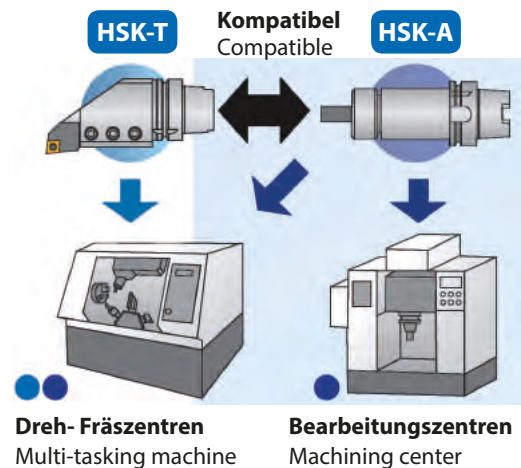 HSK-T
Kompatibel
Compatible
HSK-A
Dreh- Fräszentren
Multi-tasking machine
Bearbeitungszentren
Machining center